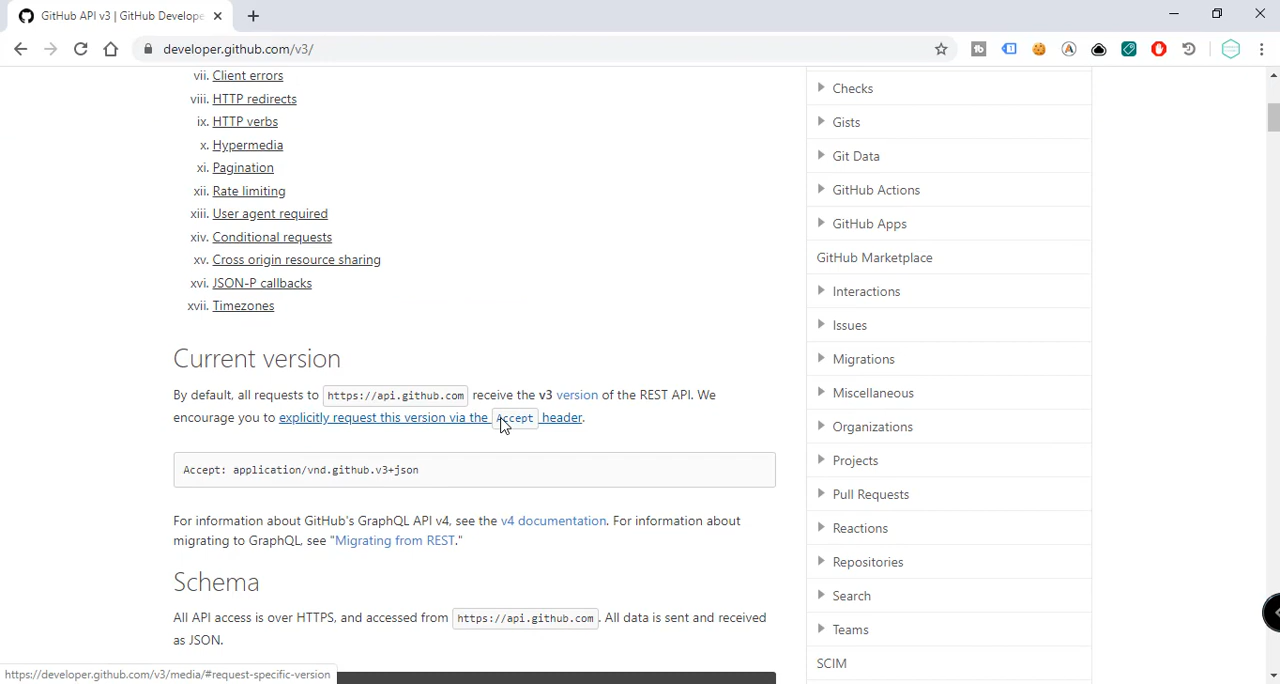 GitHub API v3 | GitHub Develope
developer.github.com/v3/
vii. Client errors
viii. HTTP redirects
ix. HTTP verbs
x. Hypermedia
xi. Pagination
xii. Rate limiting
xiii. User agent required
xiv. Conditional requests
xv. Cross origin resource sharing
xvi. JSON-P callbacks
xvii. Timezones
Current version
By default, all requests to https://api.github.com receive the v3 version of the REST API. We
encourage you to explicitly request this version via the Accept header.
Accept: application/vnd.github.v3+json
For information about GitHub's GraphQL API v4, see the v4 documentation. For information about
migrating to GraphQL, see "Migrating from REST."
Schema
All API access is over HTTPS, and accessed from https://api.github.com. All data is sent and received
as JSON.
Checks
Gists
Git Data
GitHub Actions
GitHub Apps
GitHub Marketplace
Interactions
Issues
Migrations
Miscellaneous
Organizations
Projects
Pull Requests
Reactions
Repositories
Search
Teams
SCIM
https://developer.github.com/v3/media/#request-specific-version